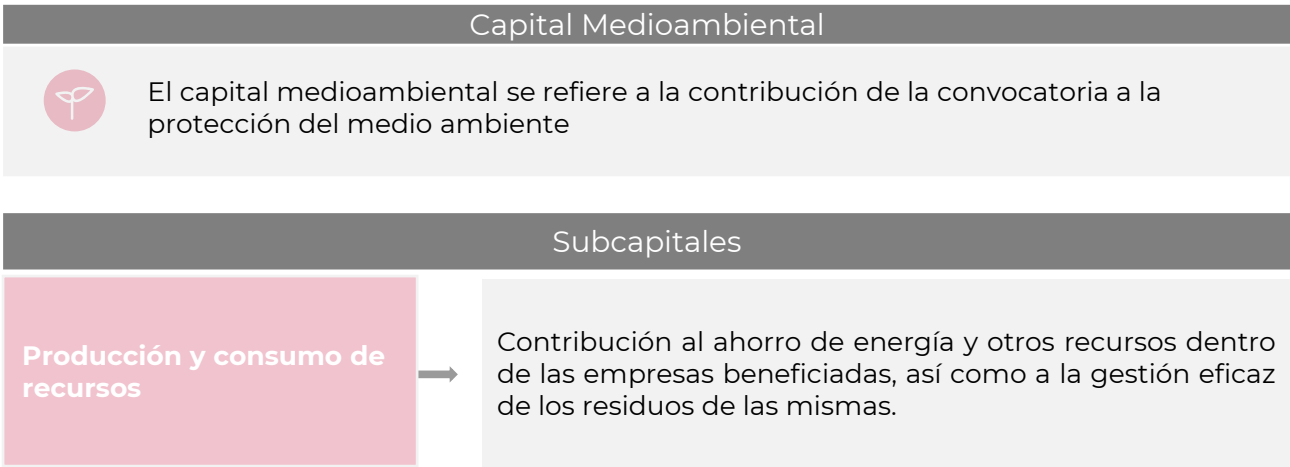 Capital Medioambiental
El capital medioambiental se refiere a la contribución de la convocatoria a la
protección del medio ambiente
Subcapitales
Producción y consumo de
recursos
Contribución al ahorro de energía y otros recursos dentro
de las empresas beneficiadas, así como a la gestión eficaz
de los residuos de las mismas.